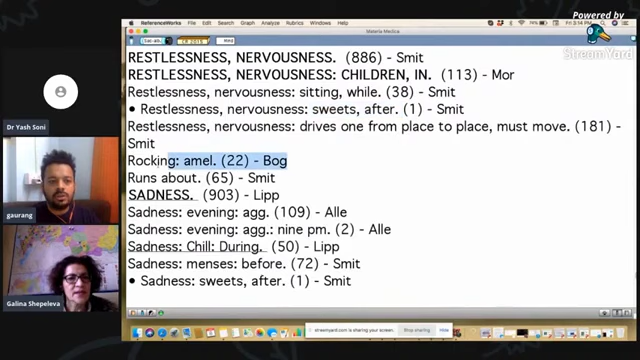 Powered by
StreamYard
ReferenceWorks File Edit
View
Window Help
Materia Medica
Mind
RESTLESSNESS, NERVOUSNESS. (886) - Smit
RESTLESSNESS, NERVOUSNESS: CHILDREN, IN. (113) - Mor
Restlessness, nervousness: sitting, while. (38) - Smit
• Restlessness, nervousness: sweets, after. (1) - Smit
Restlessness, nervousness: drives one from place to place, must move. (181) -
Smit
Rocking: amel. (22) - Bog
Runs about. (65) - Smit
SADNESS. (903) - Lipp
Sadness: evening: agg. (109) - Alle
Sadness: evening: agg.: nine pm. (2) - Alle
Sadness: Chill: During. (50) - Lipp
Sadness: menses: before. (72) - Smit
• Sadness: sweets, after. (1) - Smit
Dr Yash Soni
gaurang
Galina Shepeleva
streamyard.com is sharing your screen.
Stop sharing
Hide